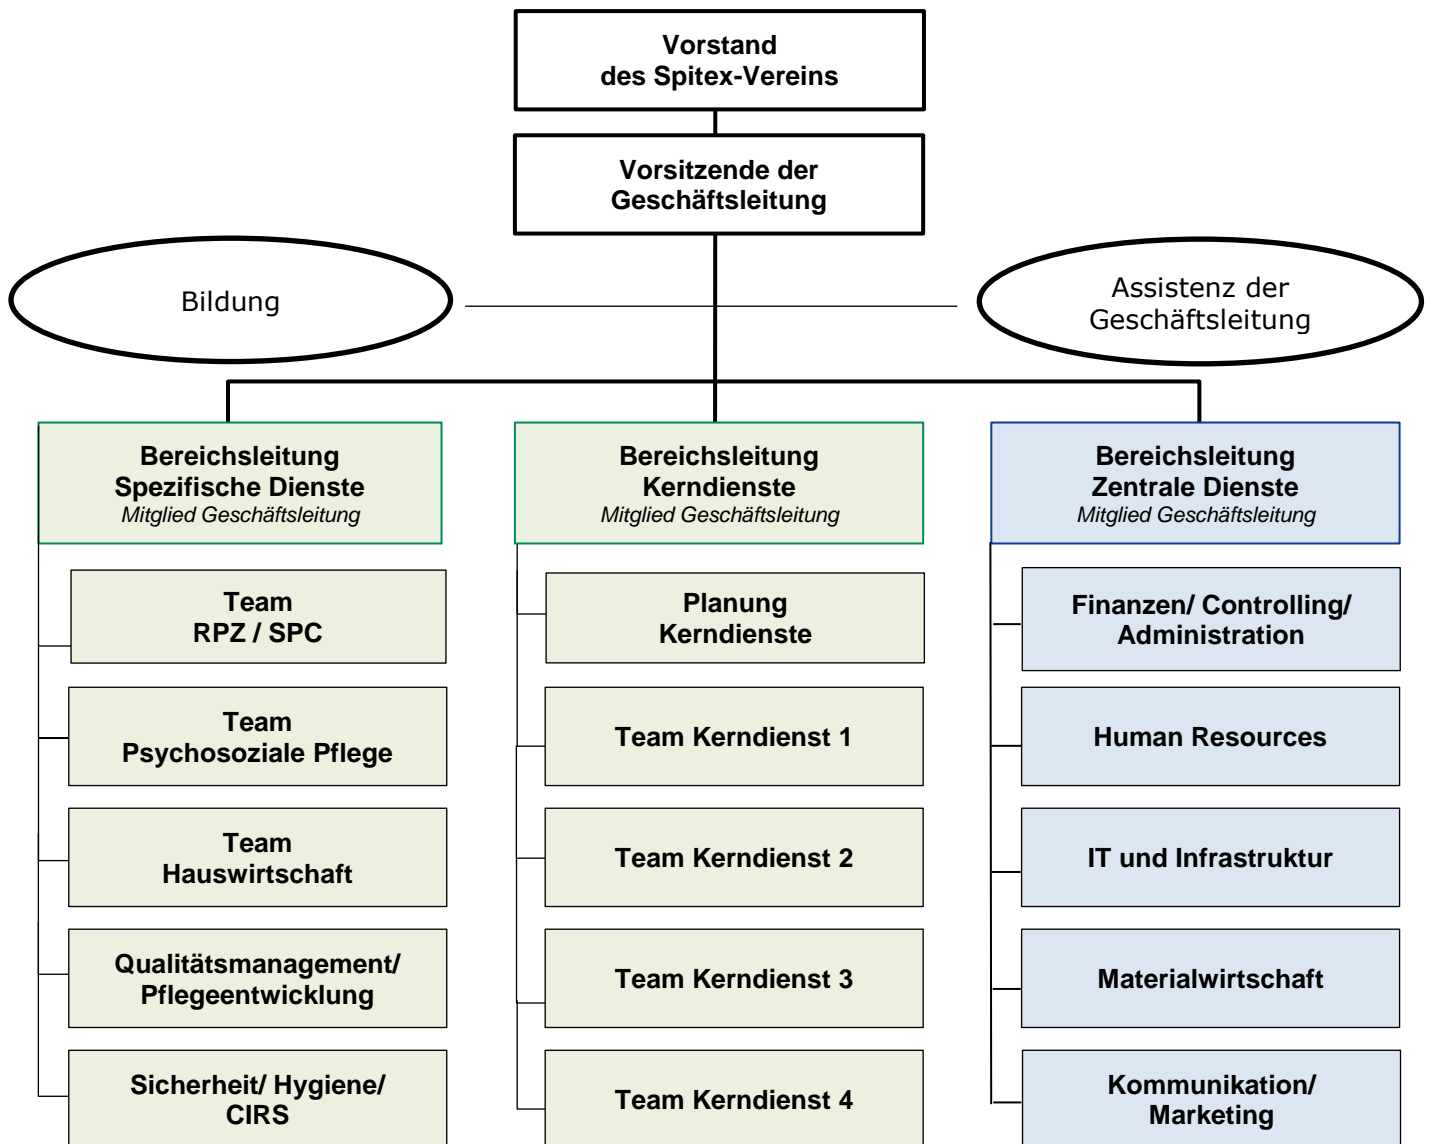 Vorstand
des Spitex-Vereins
Vorsitzende der
Geschäftsleitung
Bildung
Assistenz der
Geschäftsleitung
Bereichsleitung
Spezifische Dienste
Mitglied Geschäftsleitung
Team
RPZ / SPC
Team
Psychosoziale Pflege
Team
Hauswirtschaft
Qualitätsmanagement/
Pflegeentwicklung
Sicherheit/ Hygiene/
CIRS
Bereichsleitung
Kerndienste
Mitglied Geschäftsleitung
Planung
Kerndienste
Team Kerndienst 1
Team Kerndienst 2
Team Kerndienst 3
Team Kerndienst 4
Bereichsleitung
Zentrale Dienste
Mitglied Geschäftsleitung
Finanzen/ Controlling/
Administration
Human Resources
IT und Infrastruktur
Materialwirtschaft
Kommunikation/
Marketing